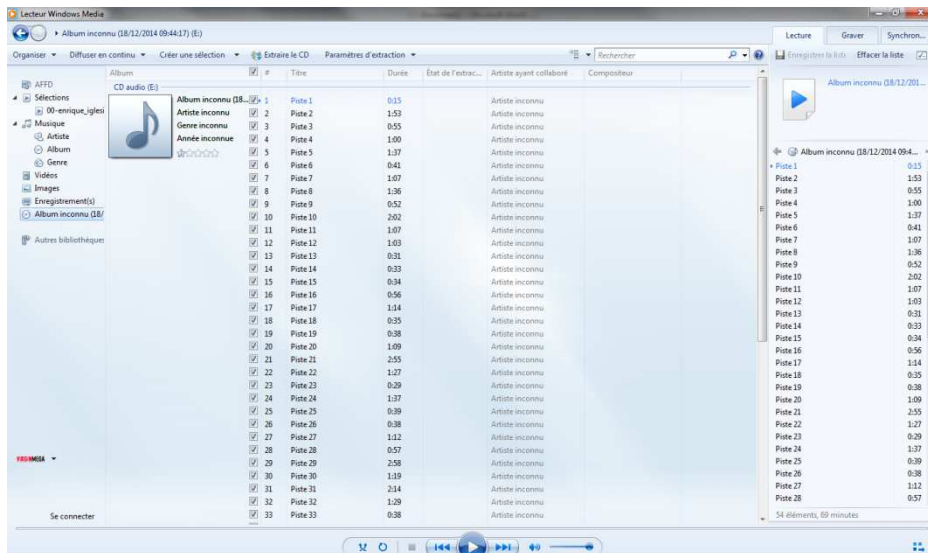 Lecteur Windows Media
Album inconnu (18/12/2014 09:44:17) (E:)
Lecture Graver Synchron...
Organiser Diffuser en continu Créer une sélection Extraire le CD Paramètres d'extraction Rechercher Enregistrer la liste Effacer la liste
Album # Titre Durée État de l'extrac... Artiste ayant collaboré Compositeur
AFFD
Sélections
00-enrique_iglesi
Musique
Artiste
Album
Genre
Vidéos
Images
Enregistrement(s)
Album inconnu (18/
Autres bibliothèques
VIRGINMEGA
Se connecter
CD audio (E:)
Album inconnu (18...
Artiste inconnu
Genre inconnu
Année inconnue
1 Piste 1 0:15 Artiste inconnu
2 Piste 2 1:53 Artiste inconnu
3 Piste 3 0:55 Artiste inconnu
4 Piste 4 1:00 Artiste inconnu
5 Piste 5 1:37 Artiste inconnu
6 Piste 6 0:41 Artiste inconnu
7 Piste 7 1:07 Artiste inconnu
8 Piste 8 1:36 Artiste inconnu
9 Piste 9 0:52 Artiste inconnu
10 Piste 10 2:02 Artiste inconnu
11 Piste 11 1:07 Artiste inconnu
12 Piste 12 1:03 Artiste inconnu
13 Piste 13 0:31 Artiste inconnu
14 Piste 14 0:33 Artiste inconnu
15 Piste 15 0:34 Artiste inconnu
16 Piste 16 0:56 Artiste inconnu
17 Piste 17 1:14 Artiste inconnu
18 Piste 18 0:35 Artiste inconnu
19 Piste 19 0:38 Artiste inconnu
20 Piste 20 1:09 Artiste inconnu
21 Piste 21 2:55 Artiste inconnu
22 Piste 22 1:27 Artiste inconnu
23 Piste 23 0:29 Artiste inconnu
24 Piste 24 1:37 Artiste inconnu
25 Piste 25 0:39 Artiste inconnu
26 Piste 26 0:38 Artiste inconnu
27 Piste 27 1:12 Artiste inconnu
28 Piste 28 0:57 Artiste inconnu
29 Piste 29 2:58 Artiste inconnu
30 Piste 30 1:19 Artiste inconnu
31 Piste 31 2:14 Artiste inconnu
32 Piste 32 1:29 Artiste inconnu
33 Piste 33 0:38 Artiste inconnu
Album inconnu (18/12/201...
Album inconnu (18/12/2014 09:4...
Piste 1 0:15
Piste 2 1:53
Piste 3 0:55
Piste 4 1:00
Piste 5 1:37
Piste 6 0:41
Piste 7 1:07
Piste 8 1:36
Piste 9 0:52
Piste 10 2:02
Piste 11 1:07
Piste 12 1:03
Piste 13 0:31
Piste 14 0:33
Piste 15 0:34
Piste 16 0:56
Piste 17 1:14
Piste 18 0:35
Piste 19 0:38
Piste 20 1:09
Piste 21 2:55
Piste 22 1:27
Piste 23 0:29
Piste 24 1:37
Piste 25 0:39
Piste 26 0:38
Piste 27 1:12
Piste 28 0:57
54 éléments, 69 minutes